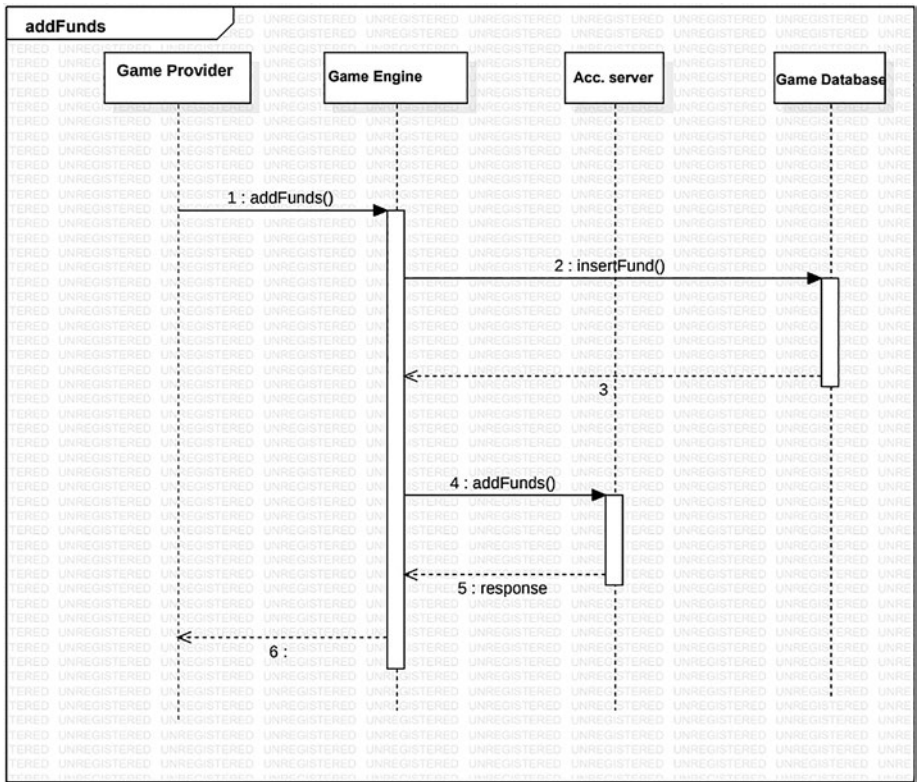 addFunds
Game Provider
Game Engine
Acc. server
Game Database
1 : addFunds()
2 : insertFund()
3
4 : addFunds()
5 : response
6 :
UNREGISTERED